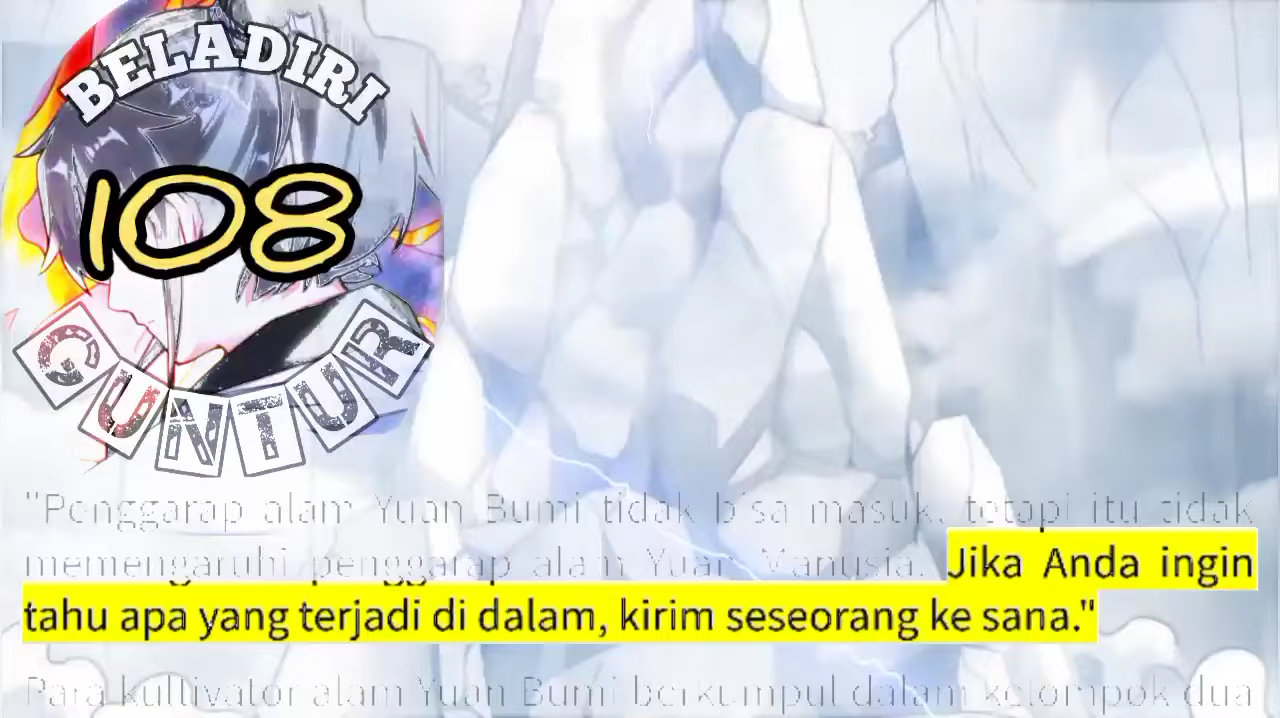 BELADIRI
108
GUNTUR
"Penggarap alam Yuan Bumi tidak bisa masuk, tetapi itu tidak
memengaruhi penggarap alam Yuan Manusia. Jika Anda ingin
tahu apa yang terjadi di dalam, kirim seseorang ke sana."
Para kultivator alam Yuan Bumi berkumpul dalam kelompok dua